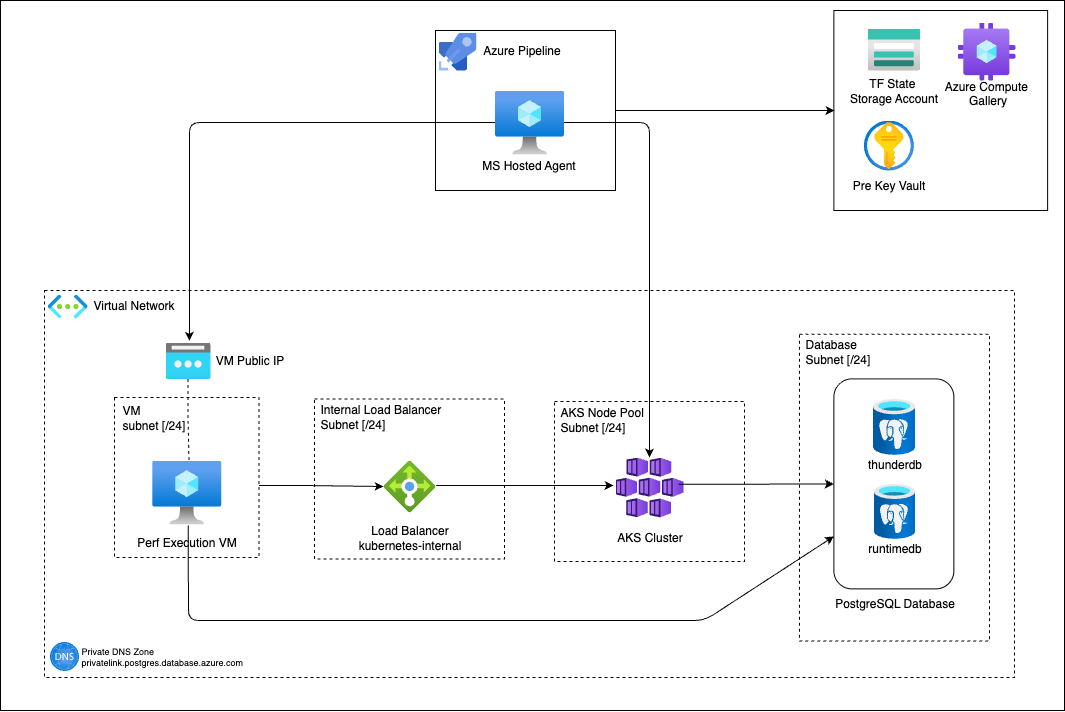 Azure Pipeline
MS Hosted Agent
TF State
Storage Account
Azure Compute
Gallery
Pre Key Vault
Virtual Network
VM Public IP
VM
subnet [/24]
Perf Execution VM
Internal Load Balancer
Subnet [/24]
Load Balancer
kubernetes-internal
AKS Node Pool
Subnet [/24]
AKS Cluster
Database
Subnet [/24]
thunderdb
runtimedb
PostgreSQL Database
DNS
Private DNS Zone
privatelink.postgres.database.azure.com